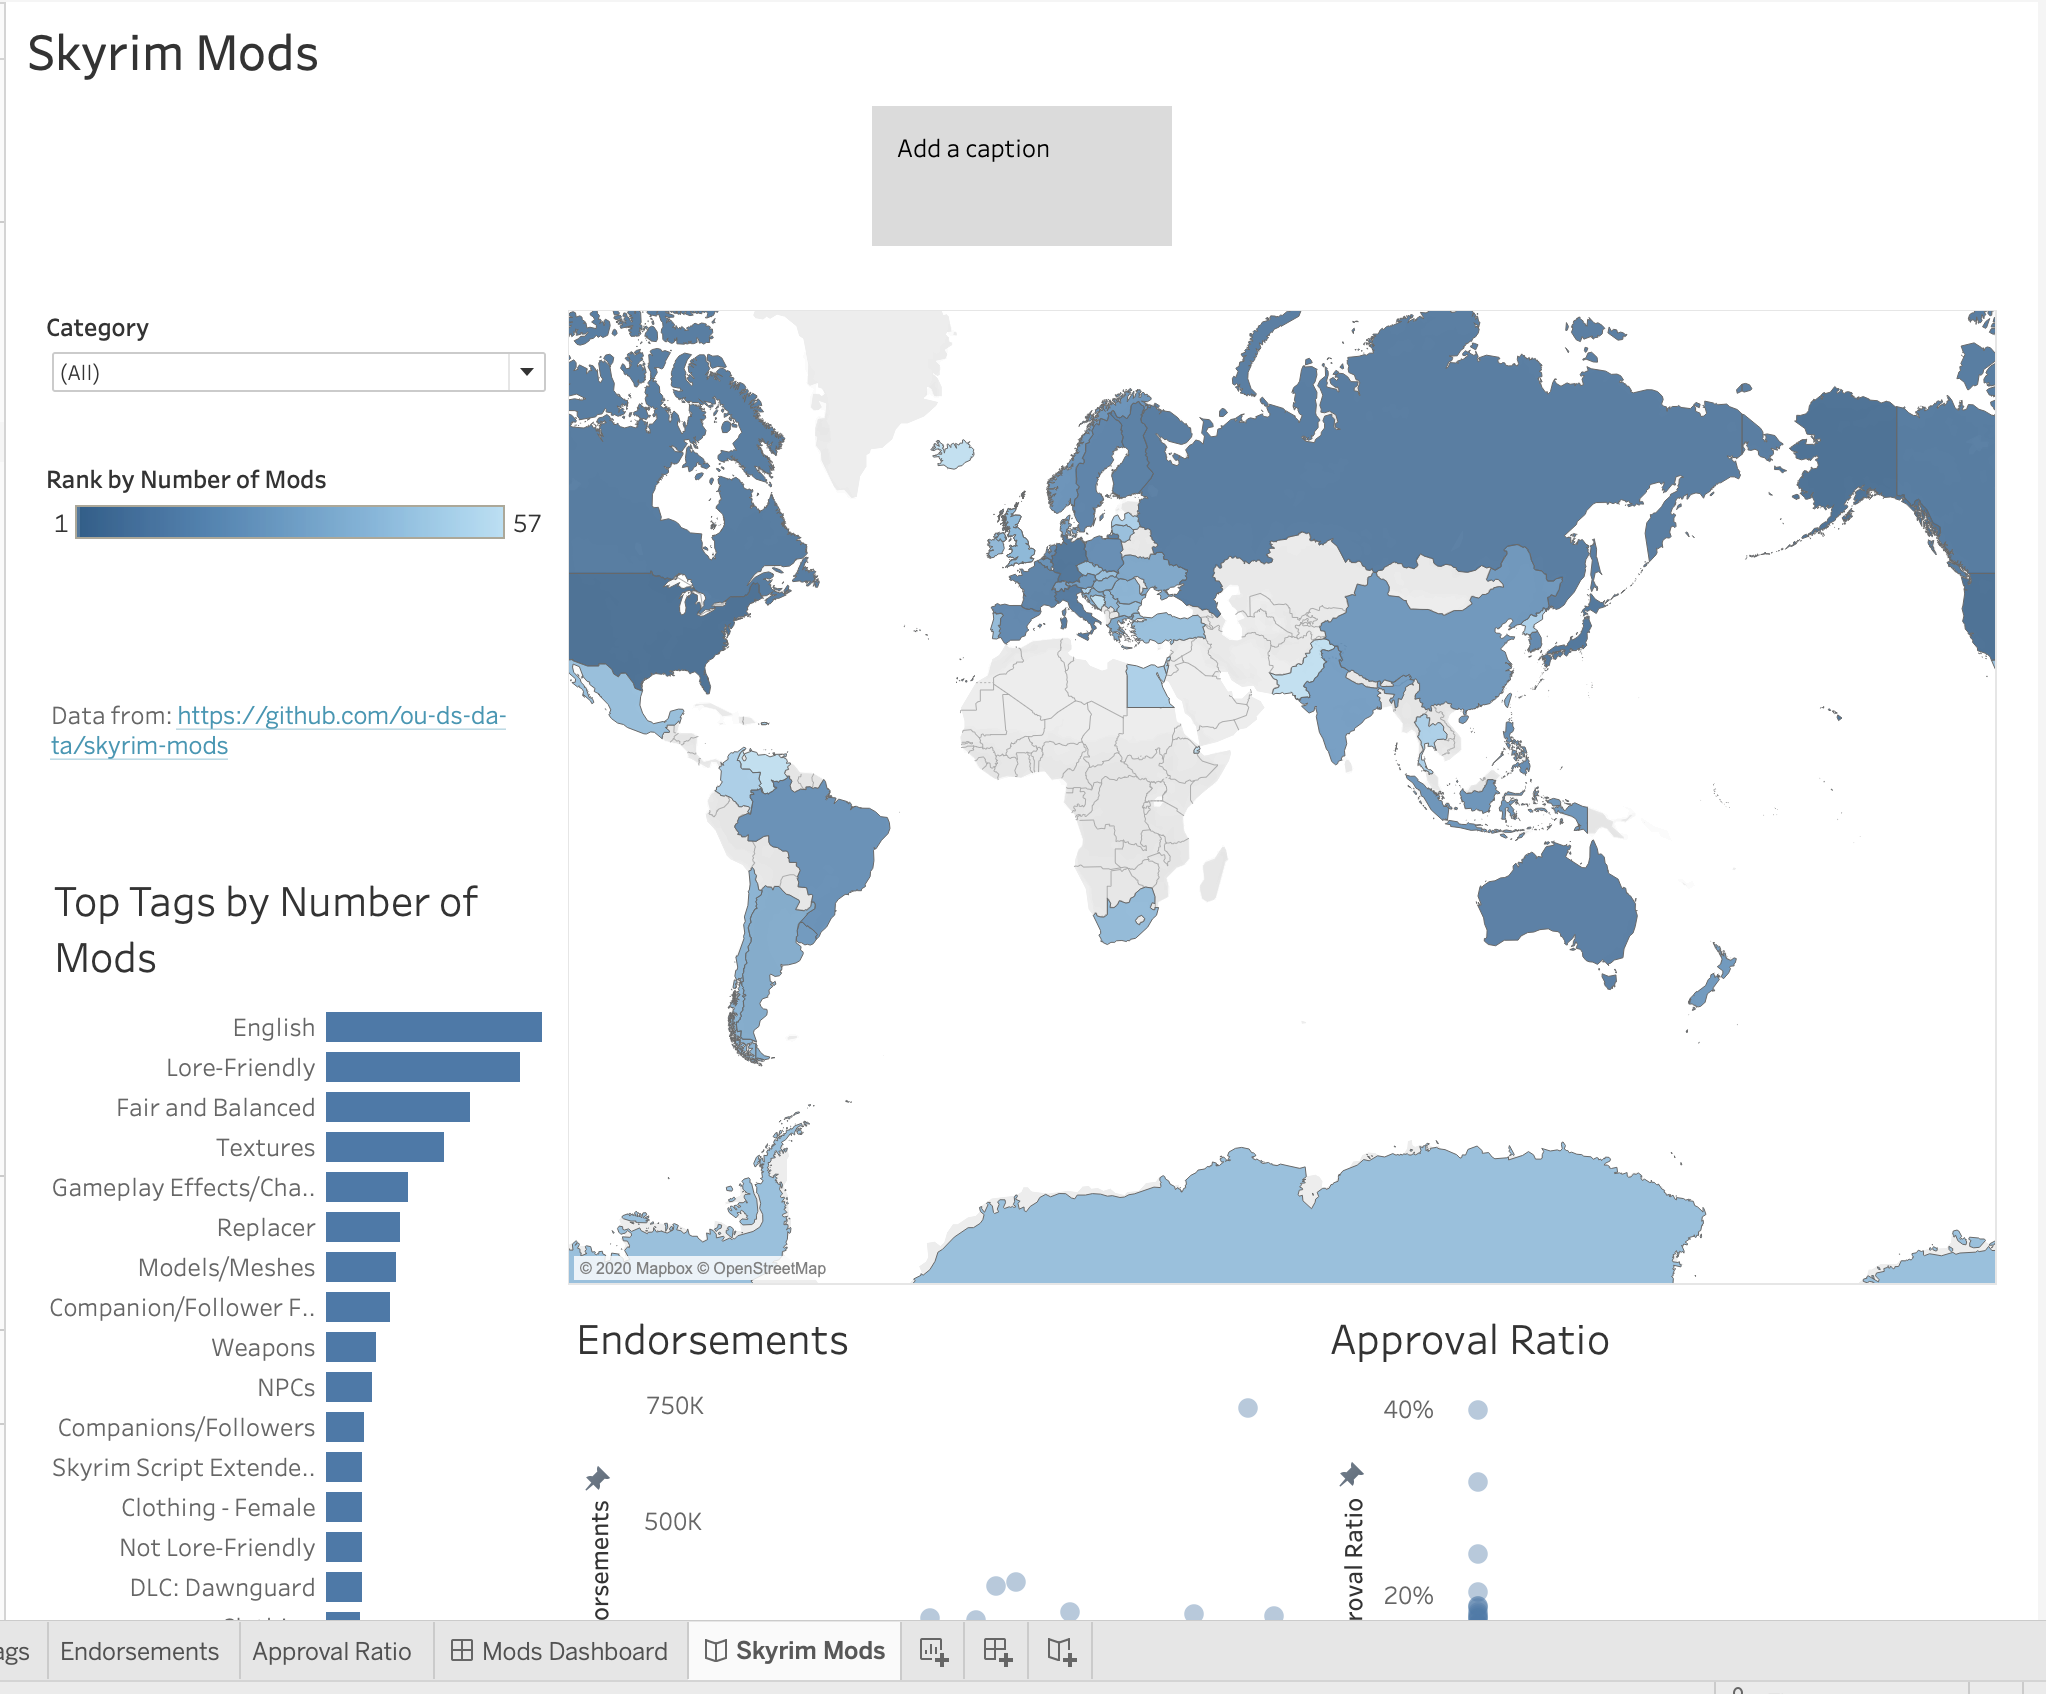 Skyrim Mods
Add a caption
Category
(All)
Rank by Number of Mods
1
57
Data from: https://github.com/ou-ds-da-
ta/skyrim-mods
Top Tags by Number of
Mods
English
Lore-Friendly
Fair and Balanced
Textures
Gameplay Effects/Cha..
Replacer
Models/Meshes
Companion/Follower F..
Weapons
NPCs
Companions/Followers
Skyrim Script Extende..
Clothing - Female
Not Lore-Friendly
DLC: Dawnguard
© 2020 Mapbox © OpenStreetMap
Endorsements
750K
500K
orsements
Approval Ratio
40%
20%
roval Ratio
ags
Endorsements
Approval Ratio
Mods Dashboard
Skyrim Mods